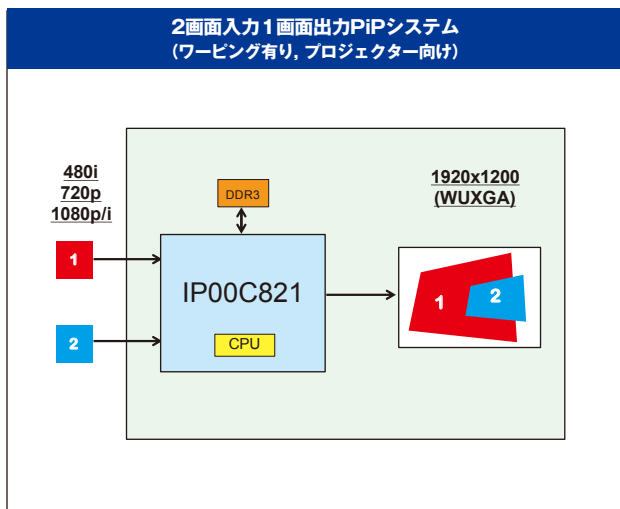 2画面入力1画面出力PiPシステム
(ワーピング有り, プロジェクター向け)
480i
720p
1080p/i
DDR3
1920x1200
(WUXGA)
1
IP00C821
1
2
2
CPU